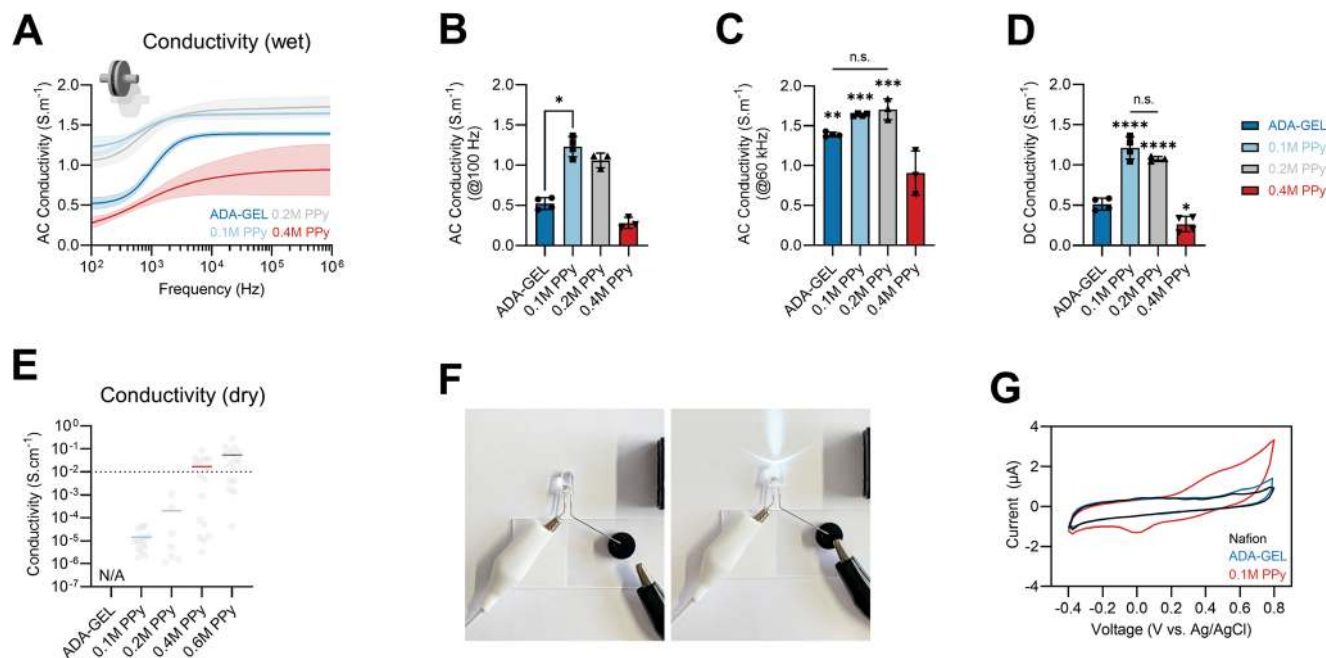 A
Conductivity (wet)
AC Conductivity (S.m⁻¹)
2.0
1.5
1.0
0.5
0.0
ADA-GEL 0.2M PPy
0.1M PPy 0.4M PPy
10² 10³ 10⁴ 10⁵ 10⁶
Frequency (Hz)
B
AC Conductivity (S.m⁻¹)
(@100 Hz)
2.0
1.5
1.0
0.5
0.0
*
ADA-GEL
0.1M PPy
0.2M PPy
0.4M PPy
C
AC Conductivity (S.m⁻¹)
(@60 kHz)
2.0
1.5
1.0
0.5
0.0
n.s.
** *** ***
ADA-GEL
0.1M PPy
0.2M PPy
0.4M PPy
D
DC Conductivity (S.m⁻¹)
2.0
1.5
1.0
0.5
0.0
n.s.
**** **** *
ADA-GEL
0.1M PPy
0.2M PPy
0.4M PPy
ADA-GEL
0.1M PPy
0.2M PPy
0.4M PPy
E
Conductivity (dry)
Conductivity (S.cm⁻¹)
10⁰
10⁻¹
10⁻²
10⁻³
10⁻⁴
10⁻⁵
10⁻⁶
10⁻⁷
N/A
ADA-GEL
0.1M PPy
0.2M PPy
0.4M PPy
0.6M PPy
F
G
Current (µA)
4
2
0
-2
-4
Nafion
ADA-GEL
0.1M PPy
-0.4 -0.2 0.0 0.2 0.4 0.6 0.8
Voltage (V vs. Ag/AgCl)